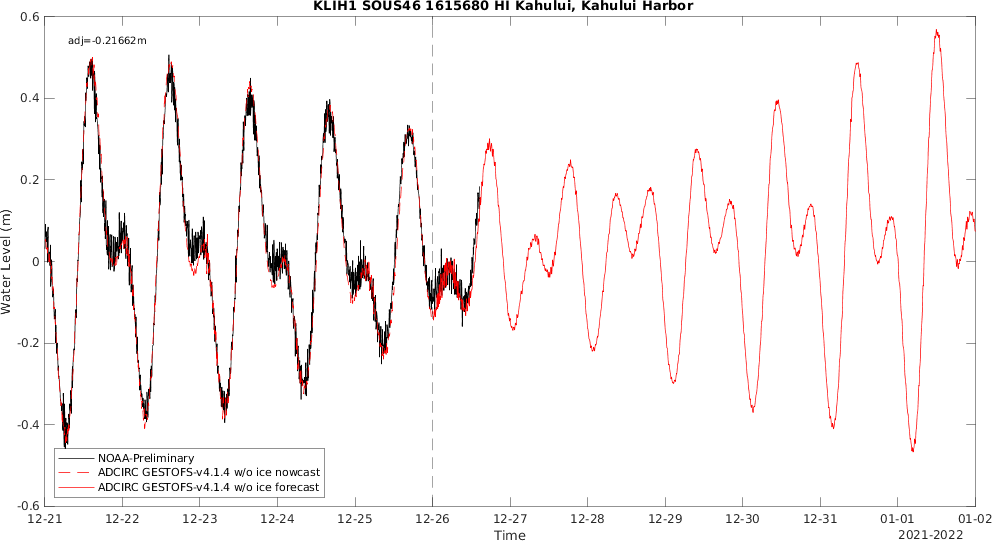 KLIH1 SOUS46 1615680 HI Kahului, Kahului Harbor
adj=-0.21662m
0.6
0.4
0.2
0
-0.2
-0.4
-0.6
Water Level (m)
NOAA-Preliminary
ADCIRC GESTOFS-v4.1.4 w/o ice nowcast
ADCIRC GESTOFS-v4.1.4 w/o ice forecast
12-21 12-22 12-23 12-24 12-25 12-26 12-27 12-28 12-29 12-30 12-31 01-01 01-02
Time
2021-2022